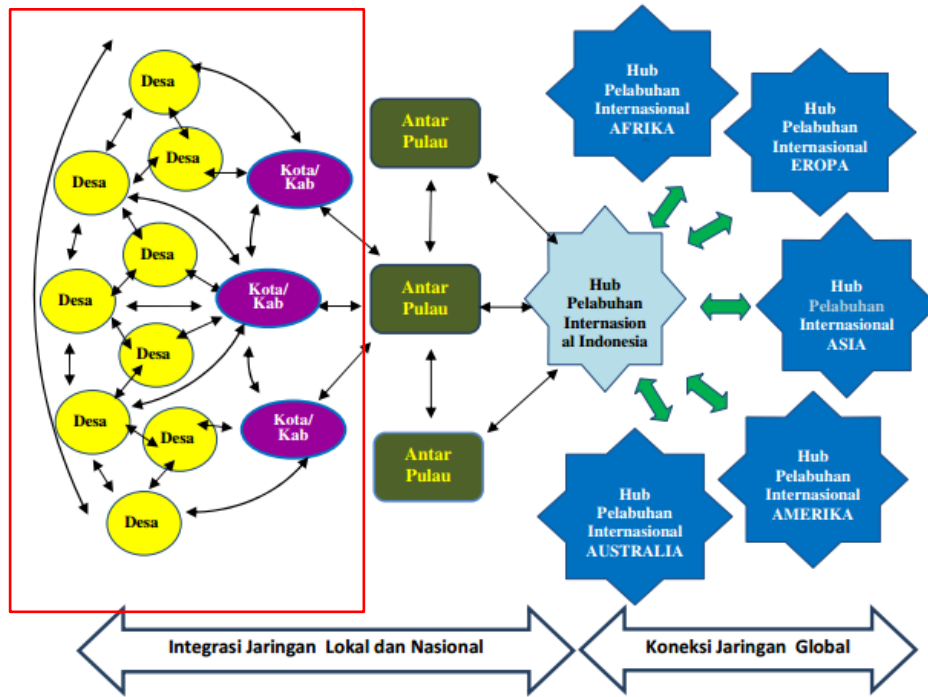 Desa
Desa
Desa
Desa
Desa
Desa
Desa
Desa
Desa
Kota/
Kab
Kota/
Kab
Kota/
Kab
Antar
Pulau
Antar
Pulau
Antar
Pulau
Hub
Pelabuhan
Internasion
al Indonesia
Hub
Pelabuhan
Internasional
AFRIKA
Hub
Pelabuhan
Internasional
EROPA
Hub
Pelabuhan
Internasional
ASIA
Hub
Pelabuhan
Internasional
AMERIKA
Hub
Pelabuhan
Internasional
AUSTRALIA
Integrasi Jaringan Lokal dan Nasional
Koneksi Jaringan Global